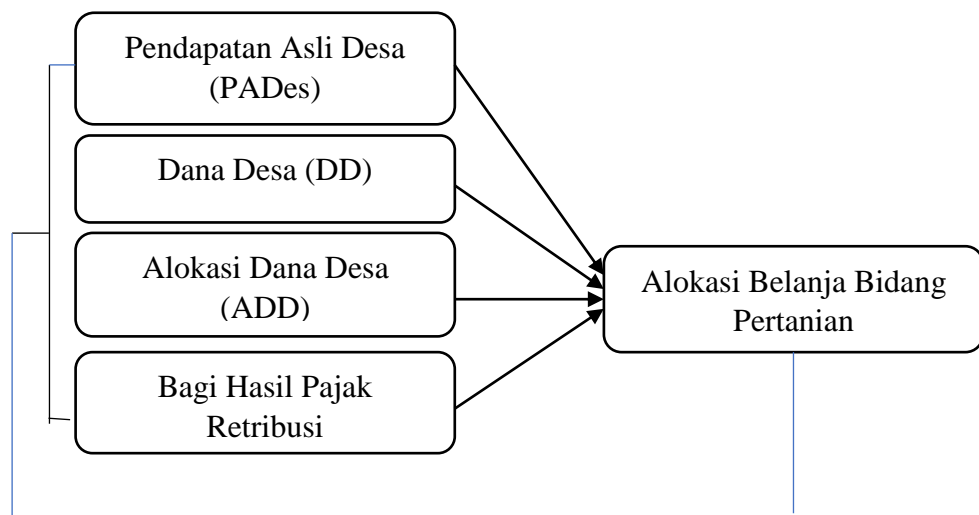 Pendapatan Asli Desa
(PADes)
Dana Desa (DD)
Alokasi Dana Desa
(ADD)
Bagi Hasil Pajak
Retribusi
Alokasi Belanja Bidang
Pertanian